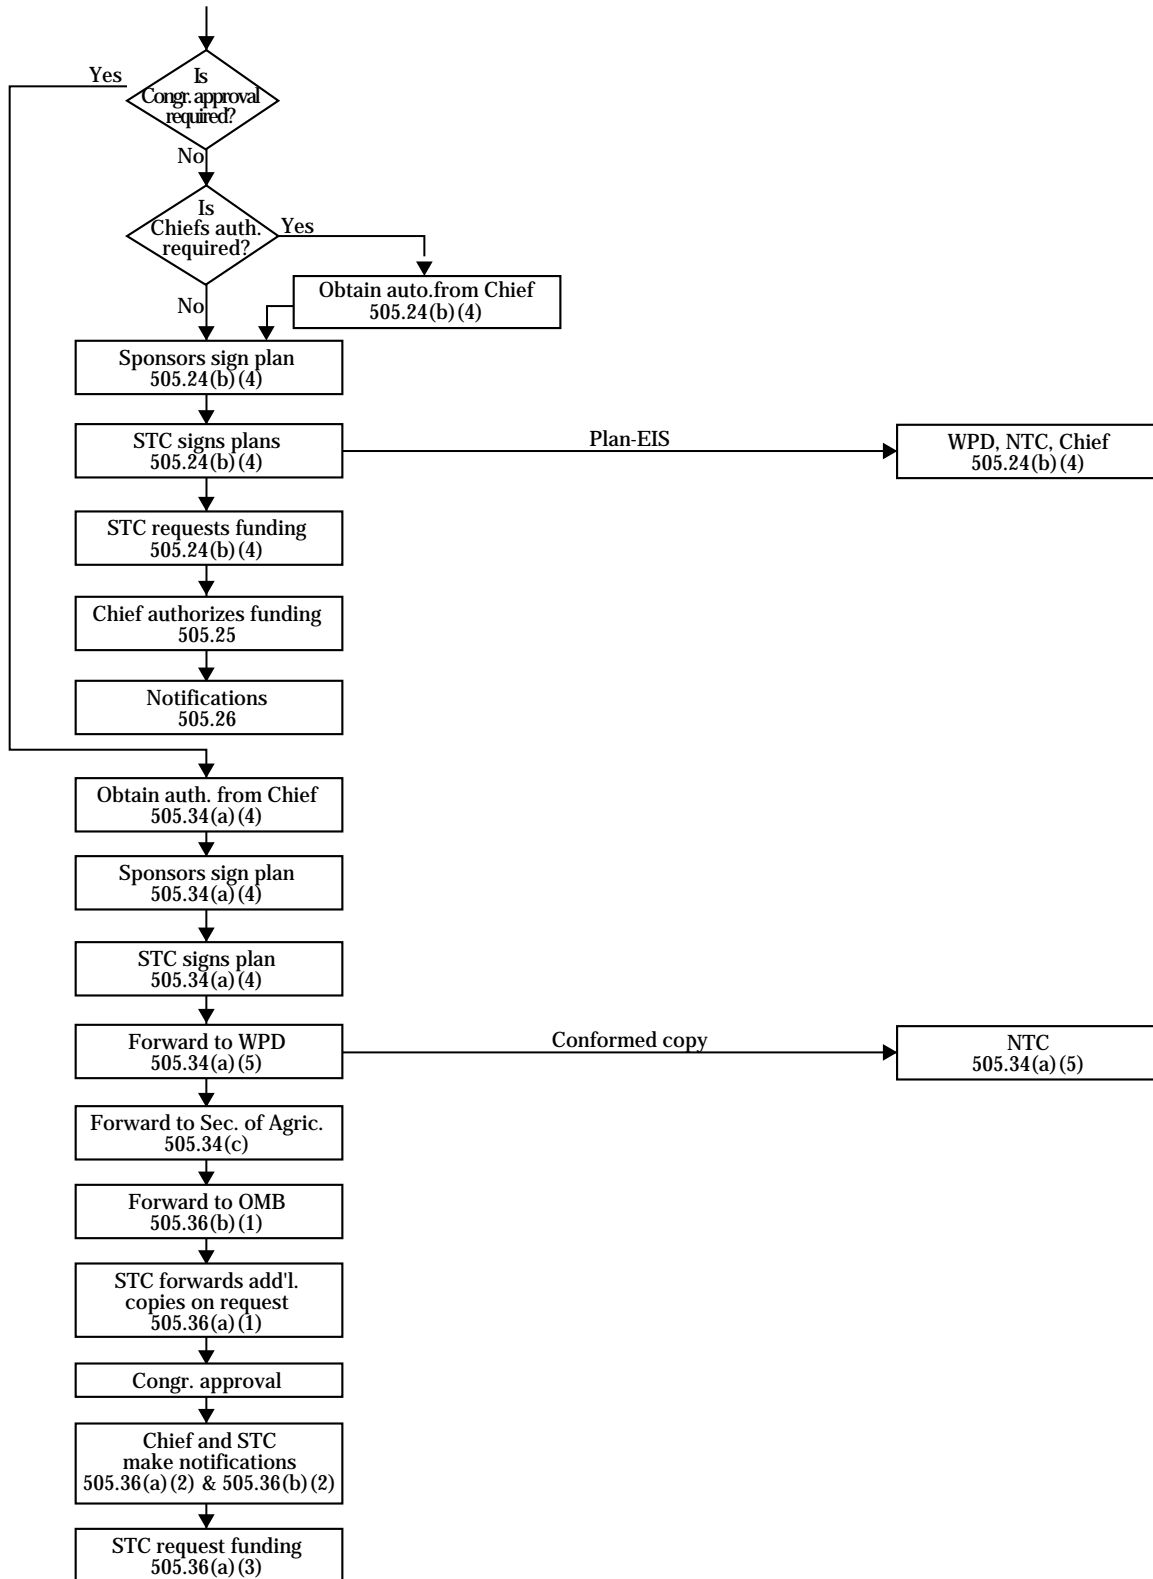 Yes
Is
Congr. approval
required?
No
Is
Chiefs auth.
required?
Yes
No
Obtain auto.from Chief
505.24(b)(4)
Sponsors sign plan
505.24(b)(4)
STC signs plans
505.24(b)(4)
Plan-EIS
WPD, NTC, Chief
505.24(b)(4)
STC requests funding
505.24(b)(4)
Chief authorizes funding
505.25
Notifications
505.26
Obtain auth. from Chief
505.34(a)(4)
Sponsors sign plan
505.34(a)(4)
STC signs plan
505.34(a)(4)
Forward to WPD
505.34(a)(5)
Conformed copy
NTC
505.34(a)(5)
Forward to Sec. of Agric.
505.34(c)
Forward to OMB
505.36(b)(1)
STC forwards add'l.
copies on request
505.36(a)(1)
Congr. approval
Chief and STC
make notifications
505.36(a)(2) & 505.36(b)(2)
STC request funding
505.36(a)(3)